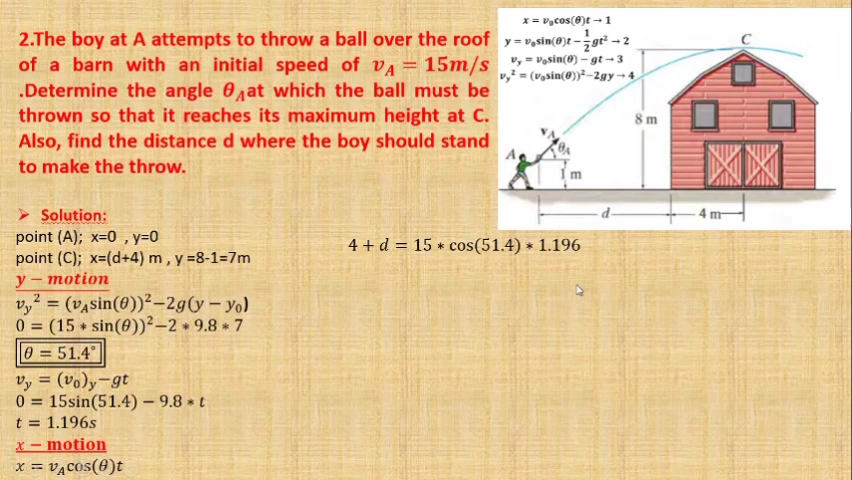 2.The boy at A attempts to throw a ball over the roof
of a barn with an initial speed of v_A = 15m/s
.Determine the angle θ_A at which the ball must be
thrown so that it reaches its maximum height at C.
Also, find the distance d where the boy should stand
to make the throw.
x = v₀cos(θ)t → 1
y = v₀sin(θ)t − ½gt² → 2
v_y = v₀sin(θ) − gt → 3
v_y² = (v₀sin(θ))² −2gy → 4
C
8 m
v_A
A
θ_A
1 m
d
4 m
➢ Solution:
point (A); x=0 , y=0
point (C); x=(d+4) m , y =8-1=7m
y − motion
v_y² = (v_A sin(θ))²−2g(y − y₀)
0 = (15 ∗ sin(θ))²−2 ∗ 9.8 ∗ 7
θ = 51.4°
v_y = (v₀)_y−gt
0 = 15sin(51.4) − 9.8 ∗ t
t = 1.196s
x − motion
x = v_A cos(θ)t
4 + d = 15 ∗ cos(51.4) ∗ 1.196